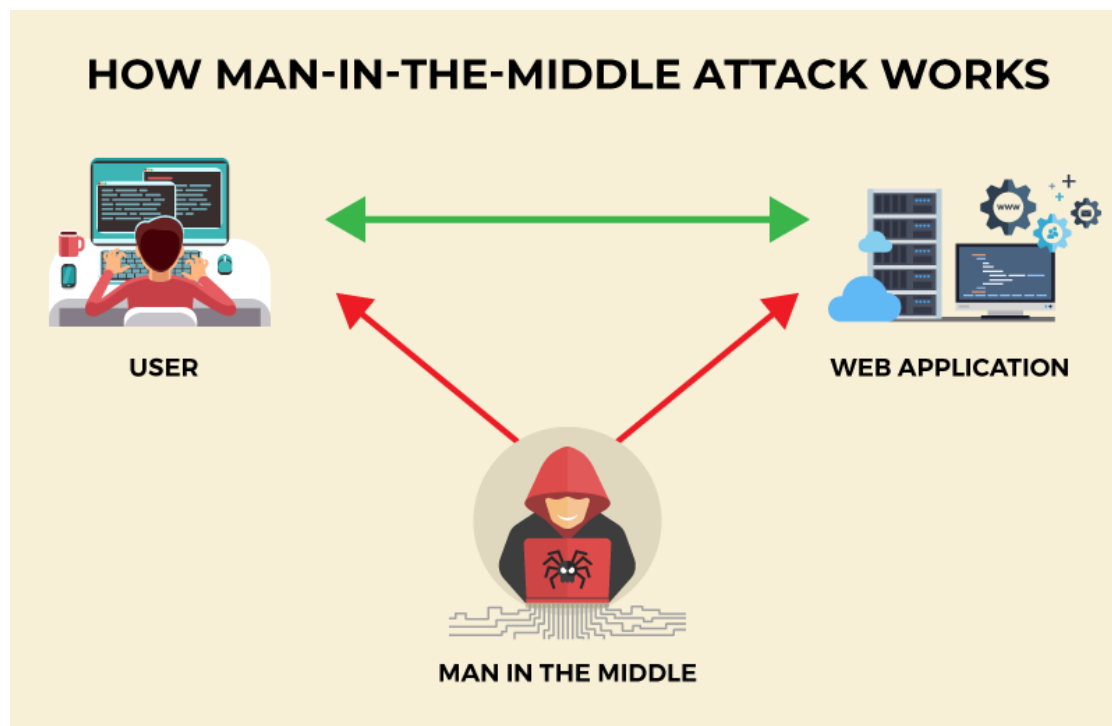 HOW MAN-IN-THE-MIDDLE ATTACK WORKS
WWW
USER
WEB APPLICATION
MAN IN THE MIDDLE